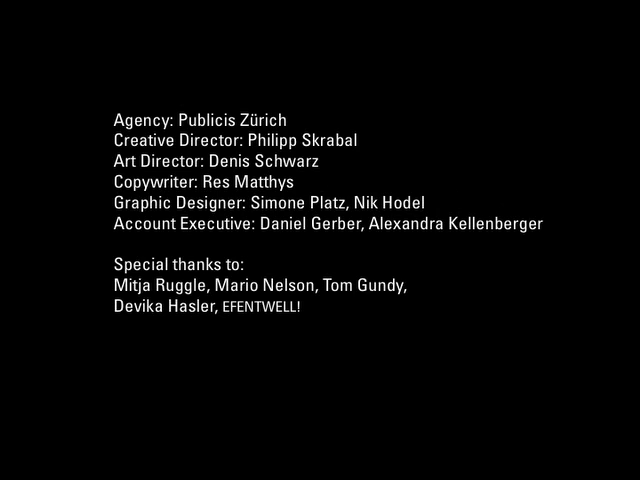 Agency: Publicis Zürich
Creative Director: Philipp Skrabal
Art Director: Denis Schwarz
Copywriter: Res Matthys
Graphic Designer: Simone Platz, Nik Hodel
Account Executive: Daniel Gerber, Alexandra Kellenberger
Special thanks to:
Mitja Ruggle, Mario Nelson, Tom Gundy,
Devika Hasler, EFENTWELL!